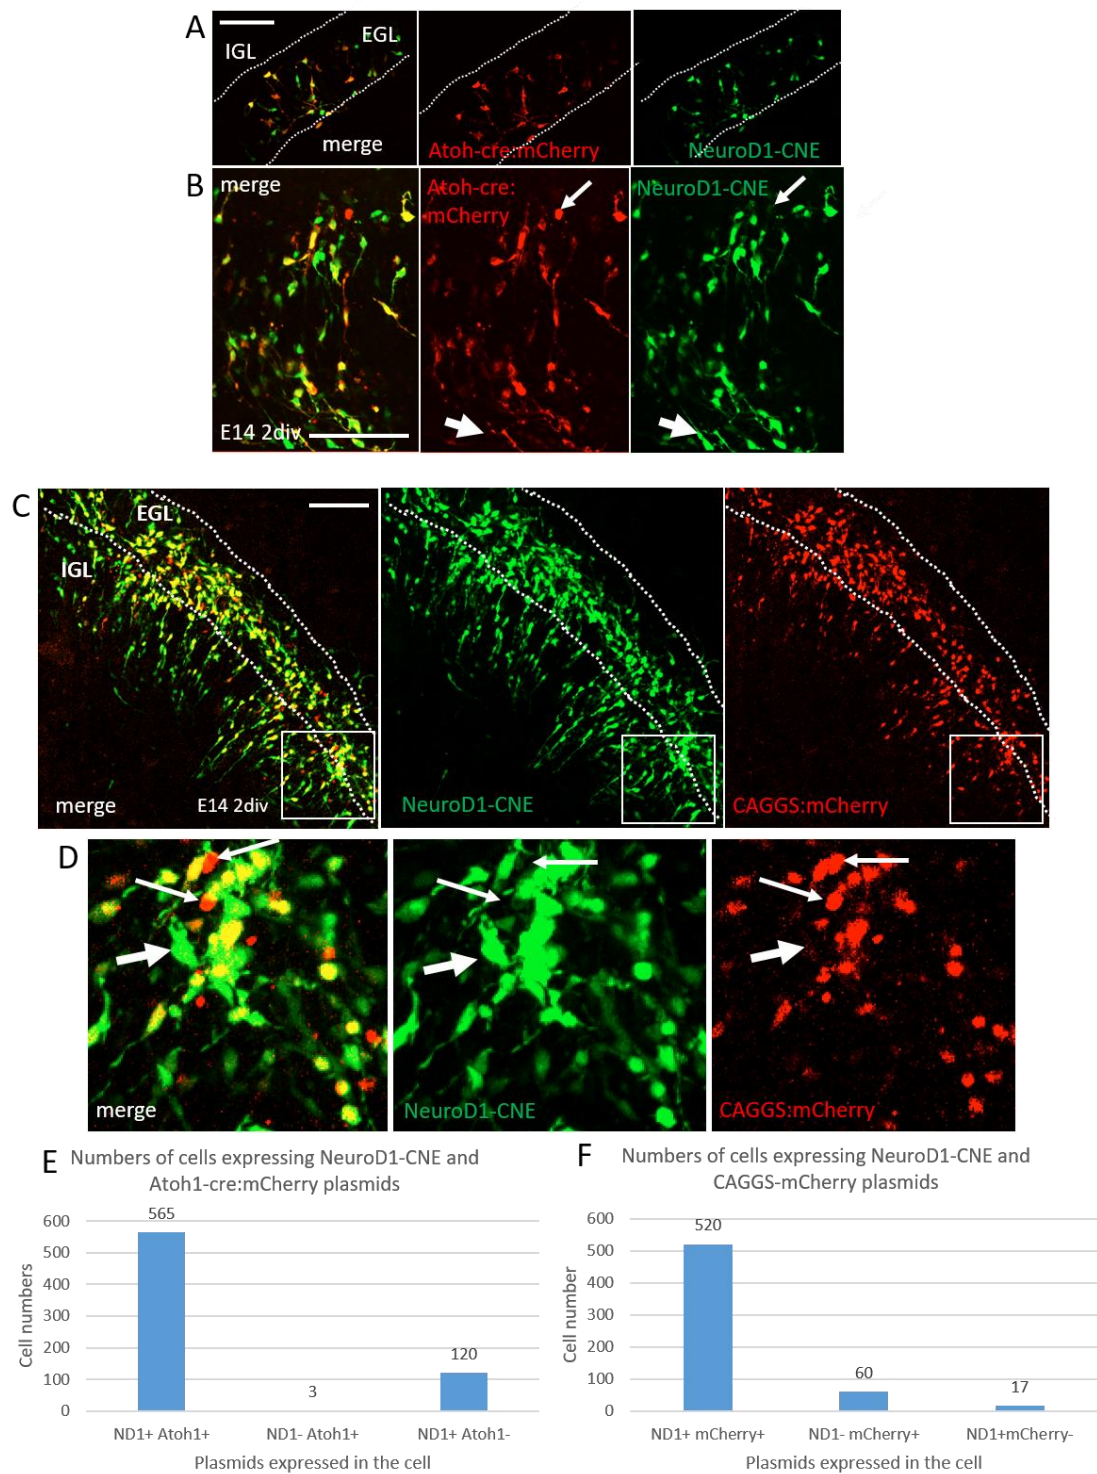 A
IGL
EGL
merge
Atoh-cre:mCherry
NeuroD1-CNE
B
merge
E14 2div
Atoh-cre:
mCherry
NeuroD1-CNE
C
EGL
IGL
merge
E14 2div
NeuroD1-CNE
CAGGS:mCherry
D
merge
NeuroD1-CNE
CAGGS:mCherry
E
Numbers of cells expressing NeuroD1-CNE and
Atoh1-cre:mCherry plasmids
Cell numbers
600
500
400
300
200
100
0
565
3
120
ND1+ Atoh1+
ND1- Atoh1+
ND1+ Atoh1-
Plasmids expressed in the cell
F
Numbers of cells expressing NeuroD1-CNE and
CAGGS-mCherry plasmids
Cell number
600
500
400
300
200
100
0
520
60
17
ND1+ mCherry+
ND1- mCherry+
ND1+mCherry-
Plasmids expressed in the cell